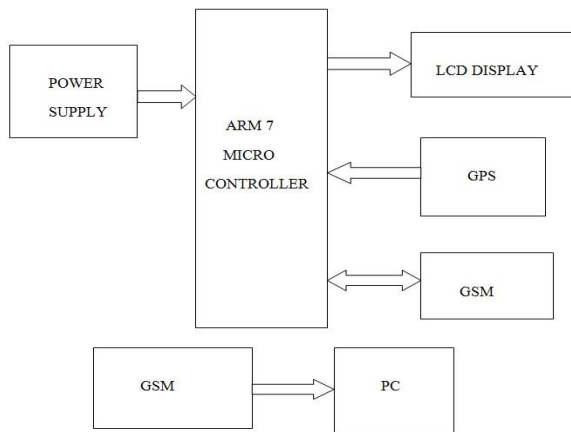 POWER
SUPPLY
ARM 7
MICRO
CONTROLLER
LCD DISPLAY
GPS
GSM
GSM
PC